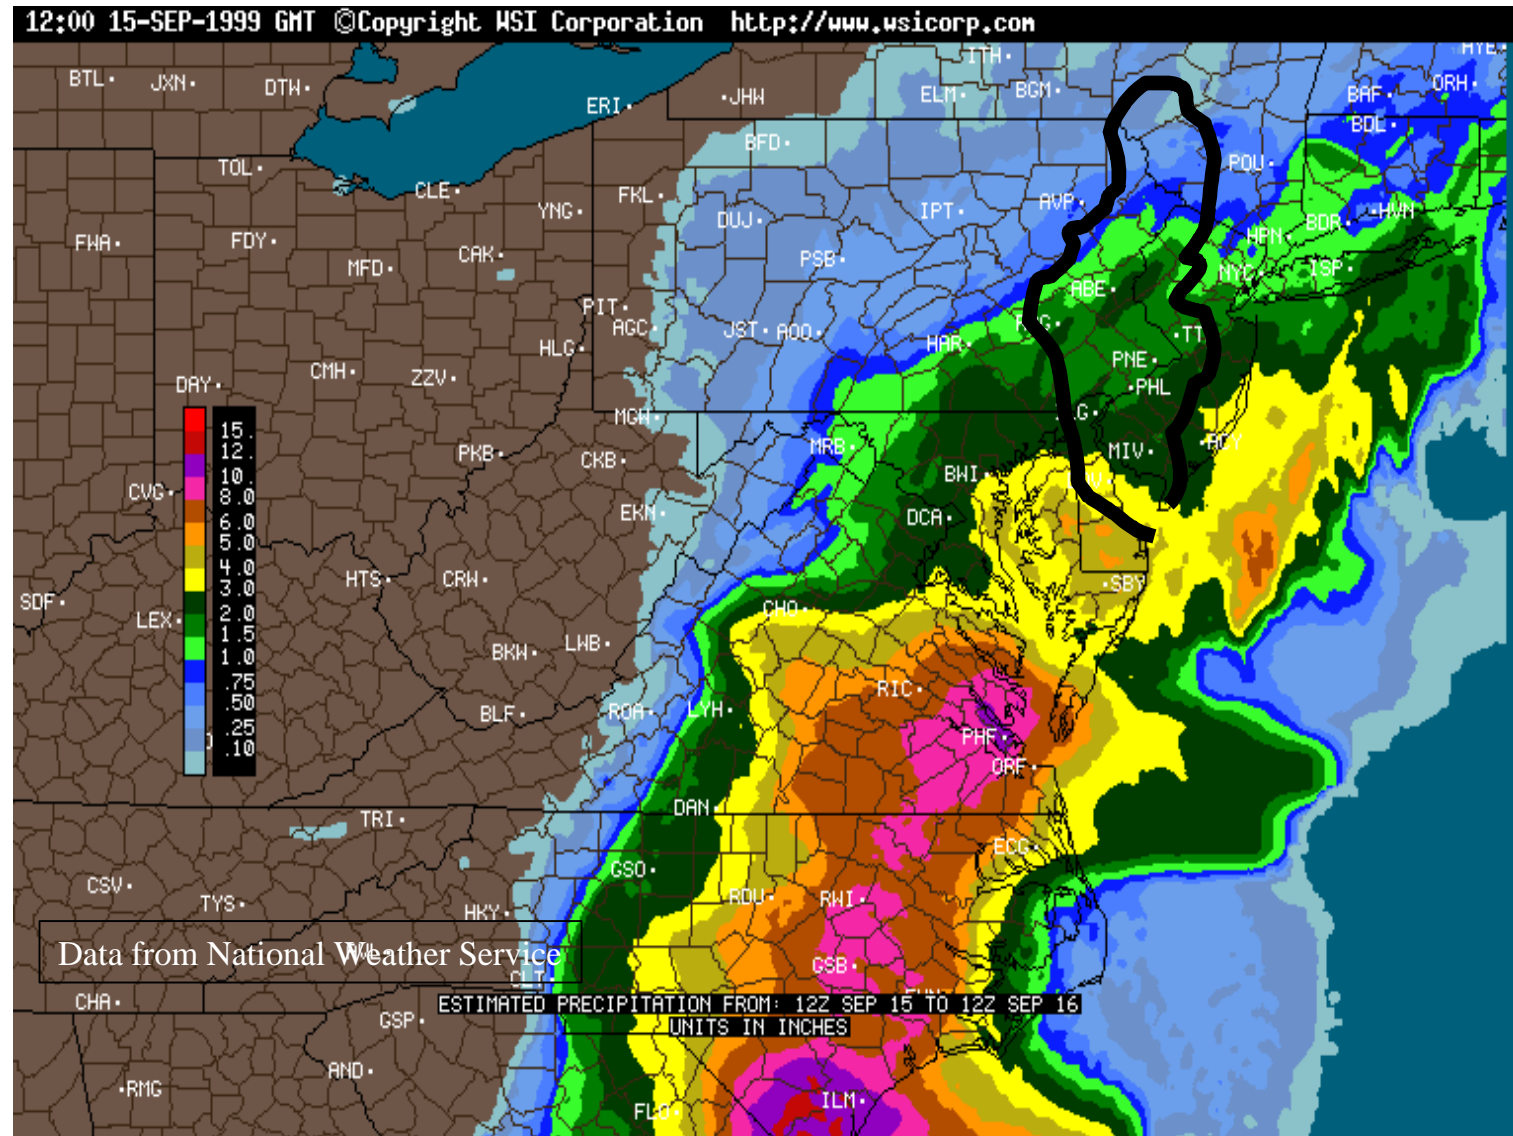 12:00 15-SEP-1999 GMT ©Copyright WSI Corporation http://www.wsicorp.com
ITH HYE
BTL JXN DTW ERI JHW ELM BGM BAF ORH
BFD BDL
TOL CLE FKL POU
YNG DUJ IPT AVP HVN
FWA FDY CAK BDR
MFD PSB HPN
NYC ISP
ABE
PIT
AGC JST AOO HAR TT
HLG PNE
DAY CMH ZZV PHL
MGW
15.
12.
10.
8.0
6.0
5.0
4.0
3.0
2.0
1.5
1.0
.75
.50
.25
.10
PKB CKB MRB BWI MIV ACY
CVG EKN DCA
HTS CRW SBY
SDF LEX CHO
BKW LWB
RIC
BLF ROA LYH PHF
ORF
TRI DAN
ECG
CSV GSO
TYS HKY RDU RWI
Data from National Weather Service
CLT GSB
CHA
ESTIMATED PRECIPITATION FROM: 12Z SEP 15 TO 12Z SEP 16
GSP
UNITS IN INCHES
AND
RMG FLO ILM